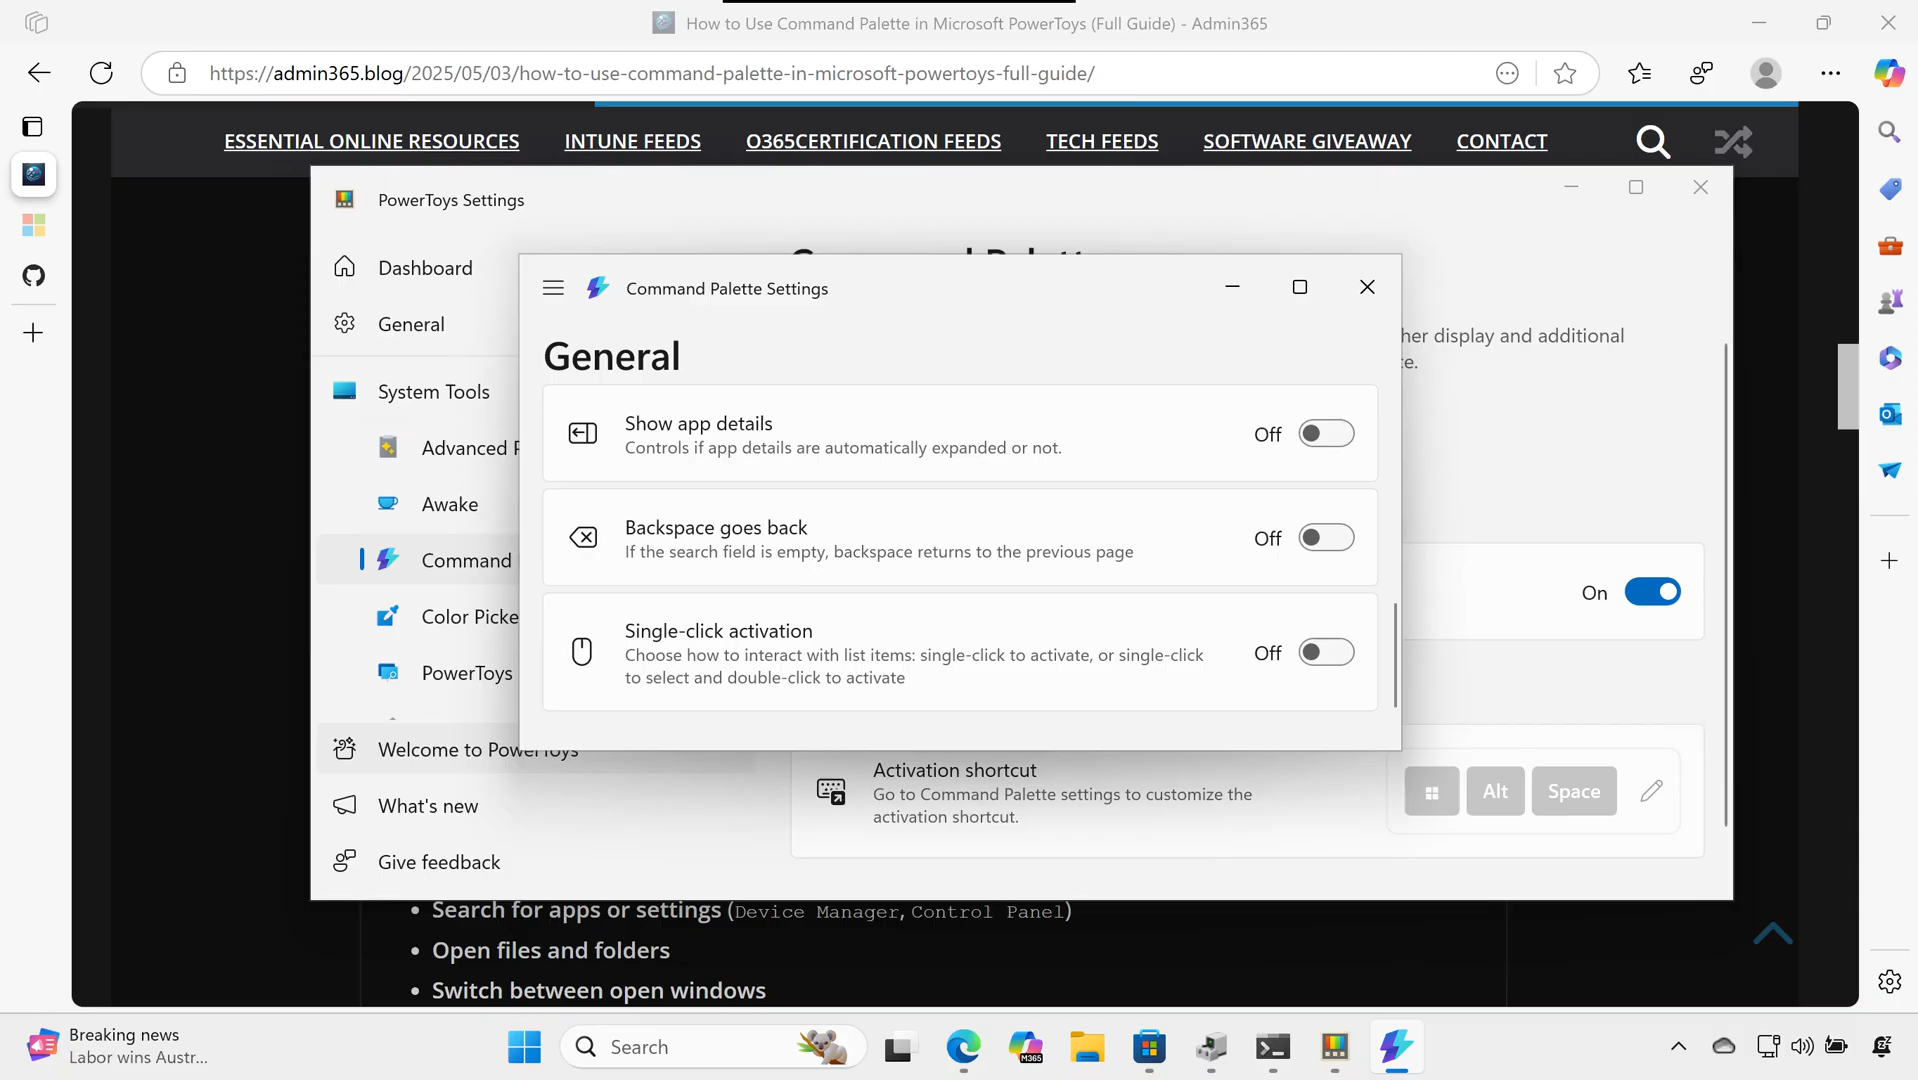 How to Use Command Palette in Microsoft PowerToys (Full Guide) - Admin365
https://admin365.blog/2025/05/03/how-to-use-command-palette-in-microsoft-powertoys-full-guide/
ESSENTIAL ONLINE RESOURCES INTUNE FEEDS O365CERTIFICATION FEEDS TECH FEEDS SOFTWARE GIVEAWAY CONTACT
PowerToys Settings
Dashboard
General
System Tools
Advanced
Awake
Command
Color Picke
PowerToys
Welcome to PowerToys
What's new
Give feedback
Command Palette
her display and additional
te.
On
Command Palette Settings
General
Show app details
Controls if app details are automatically expanded or not.
Off
Backspace goes back
If the search field is empty, backspace returns to the previous page
Off
Single-click activation
Choose how to interact with list items: single-click to activate, or single-click
to select and double-click to activate
Off
Activation shortcut
Go to Command Palette settings to customize the
activation shortcut.
Alt Space
• Search for apps or settings (Device Manager, Control Panel)
• Open files and folders
• Switch between open windows
Breaking news
Labor wins Austr...
Search
M365